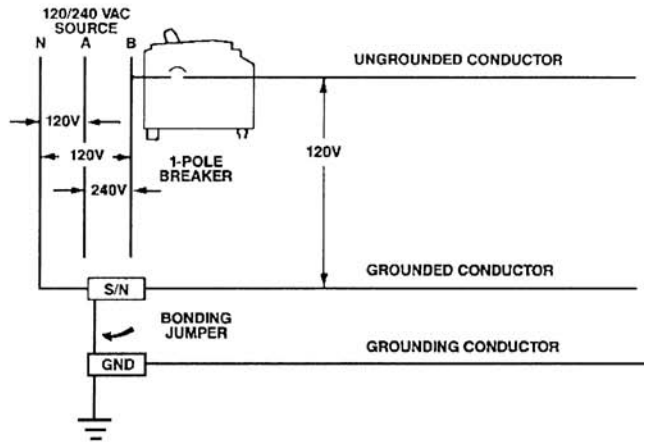 120/240 VAC
SOURCE
N A B
UNGROUNDED CONDUCTOR
120V
120V
240V
1-POLE
BREAKER
120V
GROUNDED CONDUCTOR
S/N
BONDING
JUMPER
GROUNDING CONDUCTOR
GND